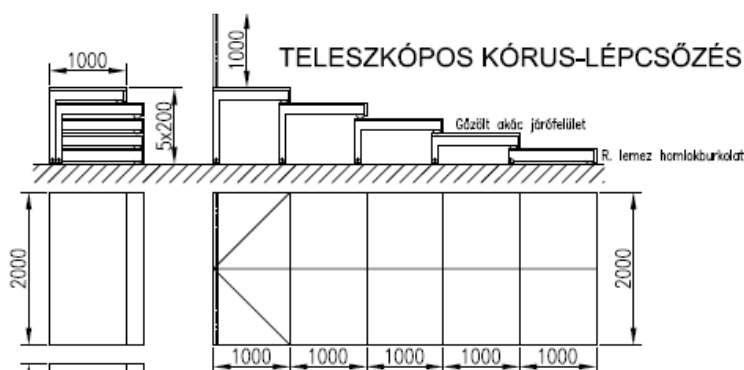 1000
1000
TELESZKÓPOS KÓRUS-LÉPCSŐZÉS
5x200
Gőzölt akác járófelület
R. lemez homlokburkolat
2000
2000
1000 1000 1000 1000 1000